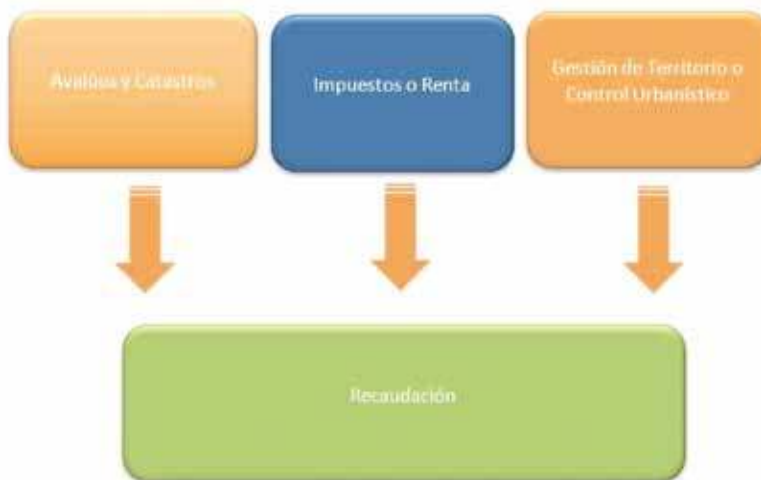 Avalúos y Catastros
Impuestos o Renta
Gestión de Territorio o
Control Urbanístico
Recaudación